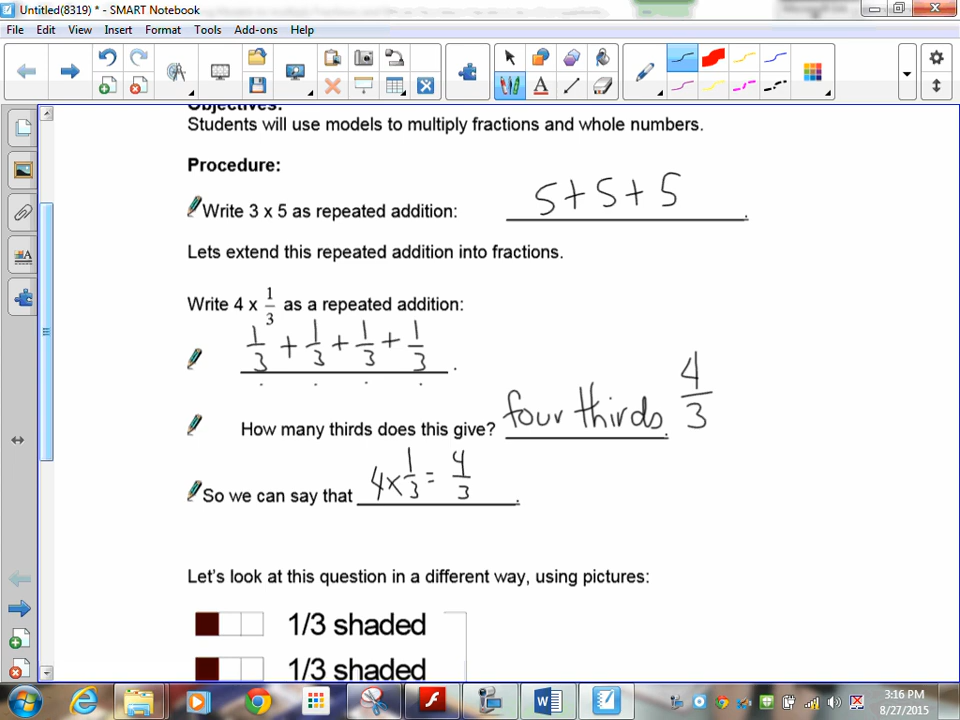 Untitled(8319) * - SMART Notebook
File Edit View Insert Format Tools Add-ons Help
Objectives:
Students will use models to multiply fractions and whole numbers.
Procedure:
Write 3 x 5 as repeated addition: 5 + 5 + 5.
Lets extend this repeated addition into fractions.
Write 4 x 1/3 as a repeated addition:
1/3 + 1/3 + 1/3 + 1/3.
How many thirds does this give? four thirds. 4/3
So we can say that 4 x 1/3 = 4/3.
Let's look at this question in a different way, using pictures:
1/3 shaded
1/3 shaded
3:16 PM
8/27/2015